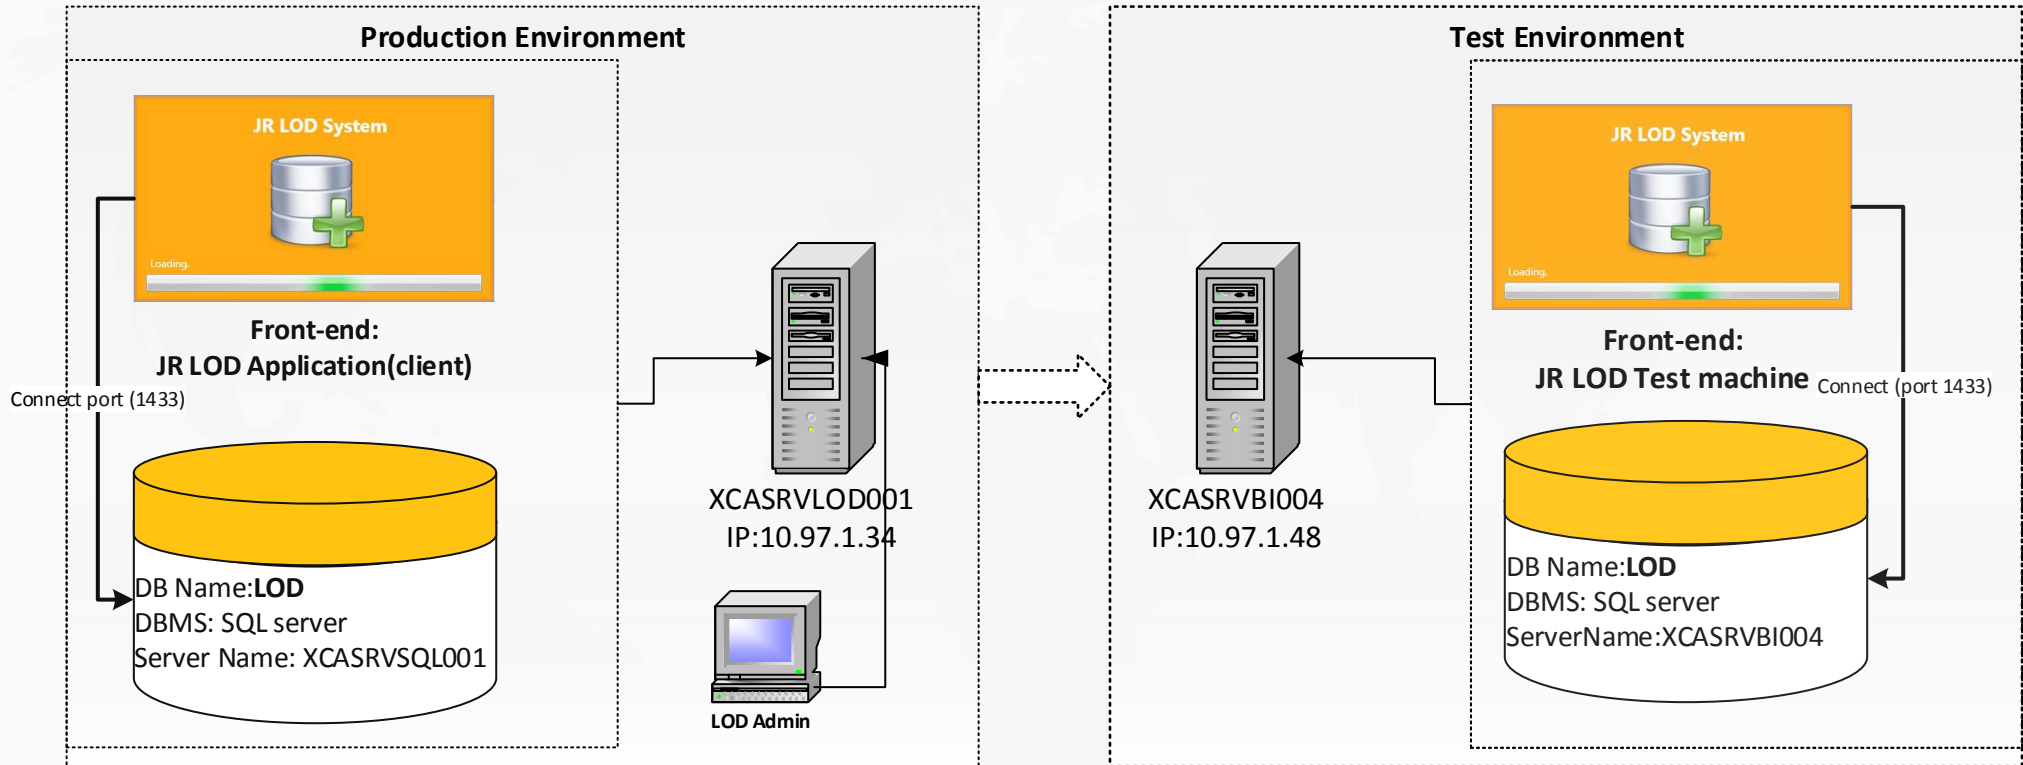 Production Environment
JR LOD System
Loading.
Front-end:
JR LOD Application(client)
Connect port (1433)
DB Name:LOD
DBMS: SQL server
Server Name: XCASRVSQL001
XCASRVLOD001
IP:10.97.1.34
LOD Admin
Test Environment
XCASRVBI004
IP:10.97.1.48
JR LOD System
Loading.
Front-end:
JR LOD Test machine
Connect (port 1433)
DB Name:LOD
DBMS: SQL server
ServerName:XCASRVBI004